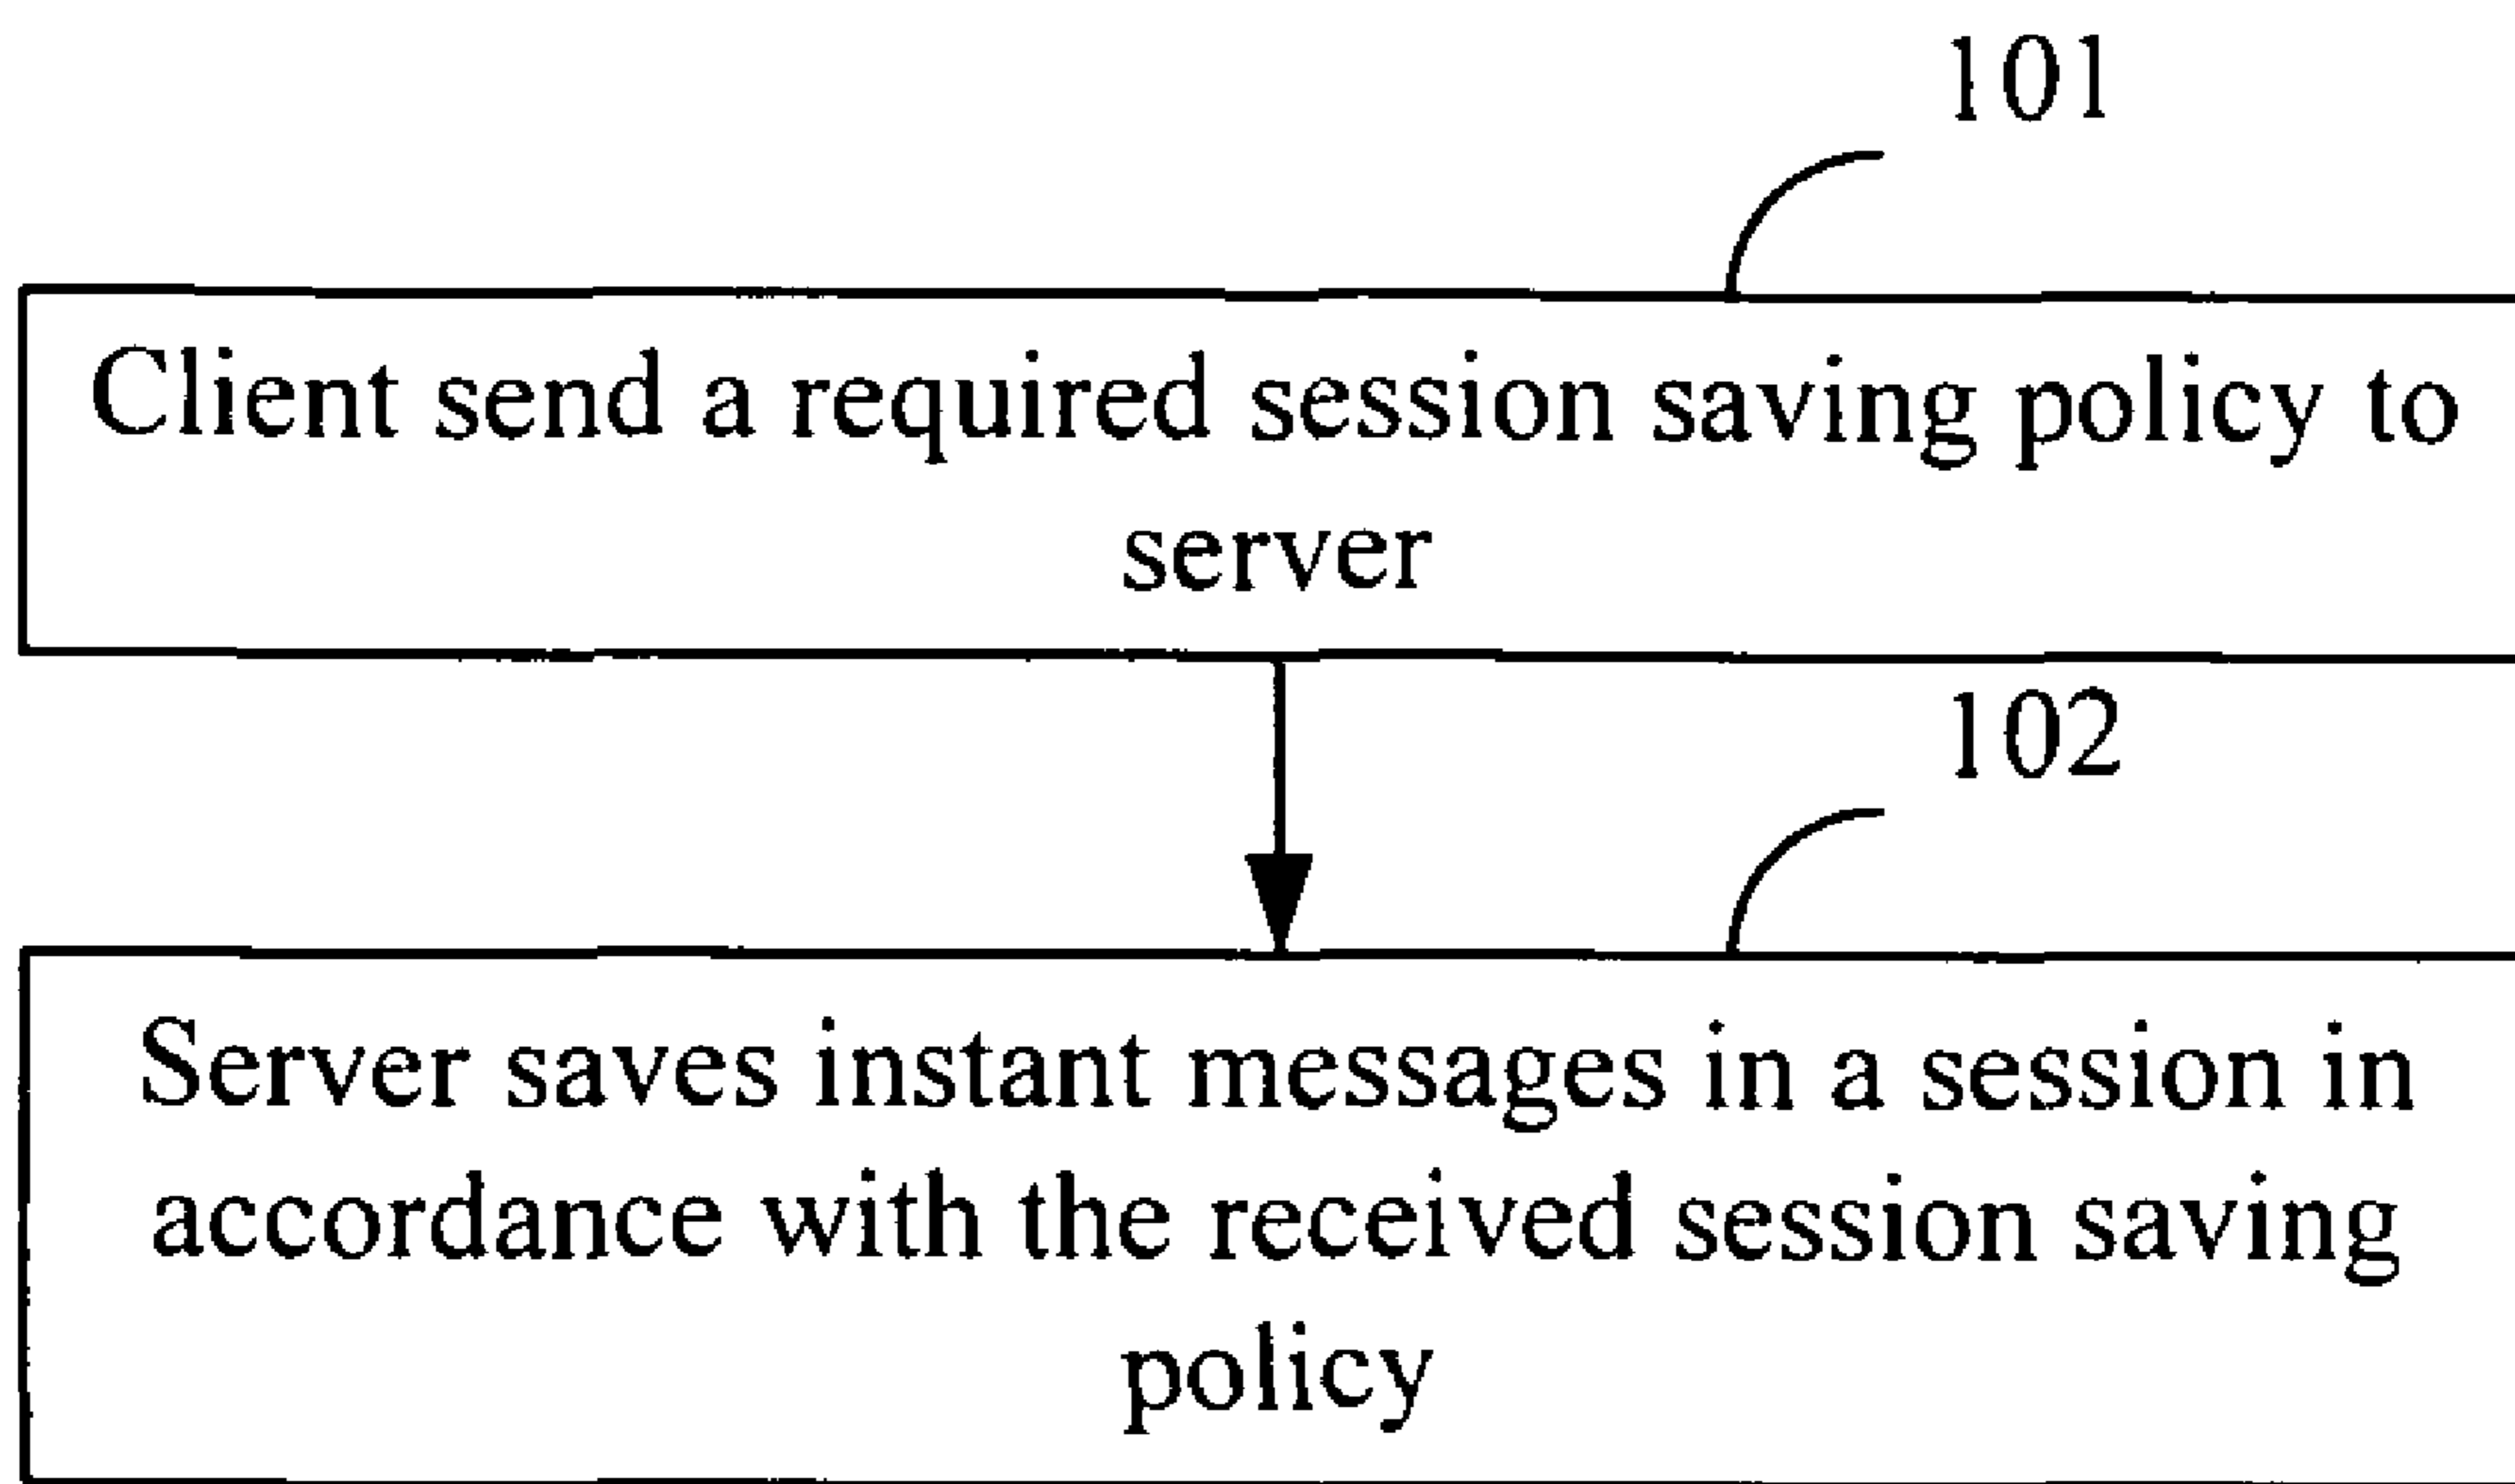 101
Client send a required session saving policy to
server
102
Server saves instant messages in a session in
accordance with the received session saving
policy